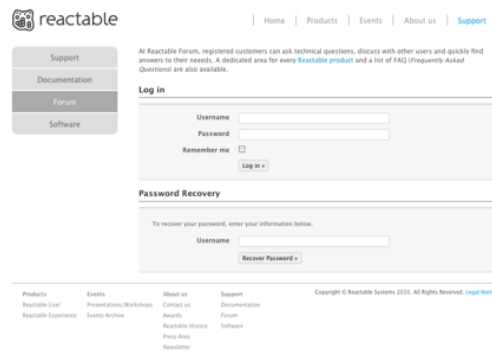 reactable
Home | Products | Events | About us | Support
Support
Documentation
Forum
Software
At Reactable Forum, registered customers can ask technical questions, discuss with other users and quickly find
answers to their needs. A dedicated area for every Reactable product and a list of FAQ (Frequently Asked
Questions) are also available.
Log in
Username
Password
Remember me
Log in »
Password Recovery
To recover your password, enter your information below.
Username
Recover Password »
Products
Reactable Live!
Reactable Experience
Events
Presentations/Workshops
Events Archive
About us
Contact us
Awards
Reactable History
Press Area
Newsletter
Support
Documentation
Forum
Software
Copyright © Reactable Systems 2010. All Rights Reserved. Legal